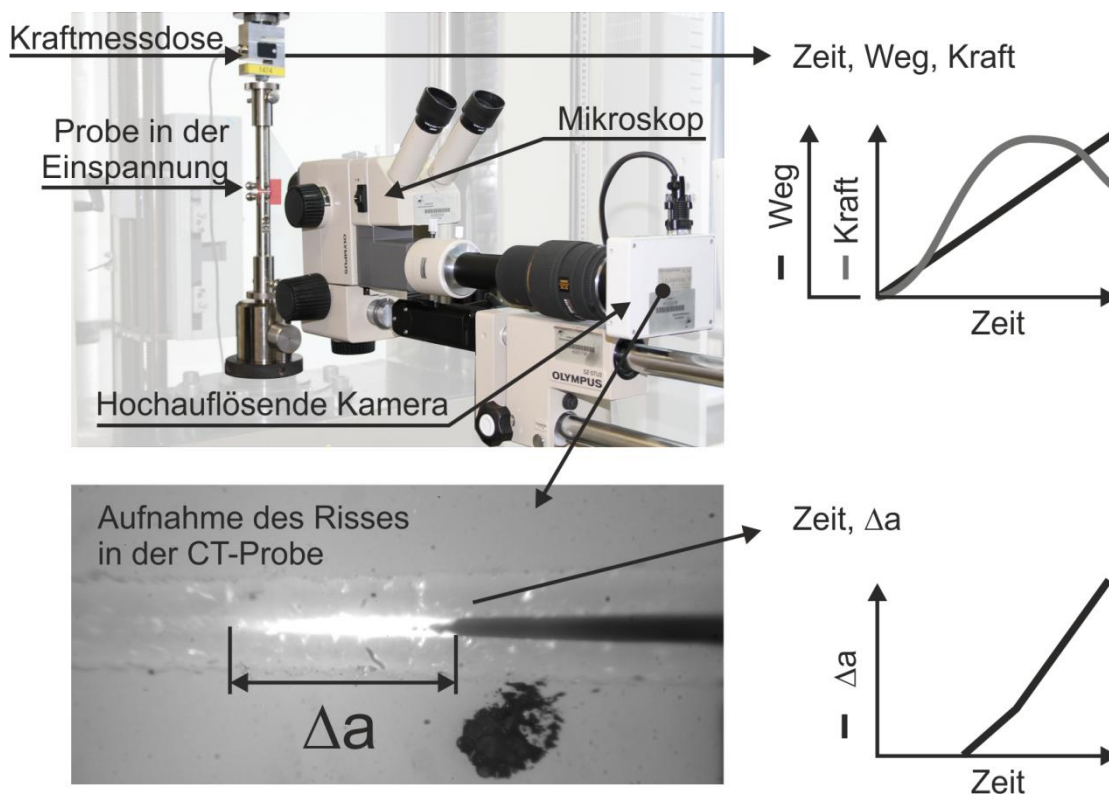 Kraftmessdose
Zeit, Weg, Kraft
Probe in der
Einspannung
Mikroskop
Weg
Kraft
Zeit
OLYMPUS
OLYMPUS
Hochauflösende Kamera
Aufnahme des Risses
in der CT-Probe
Zeit, Δa
Δa
Δa
Zeit